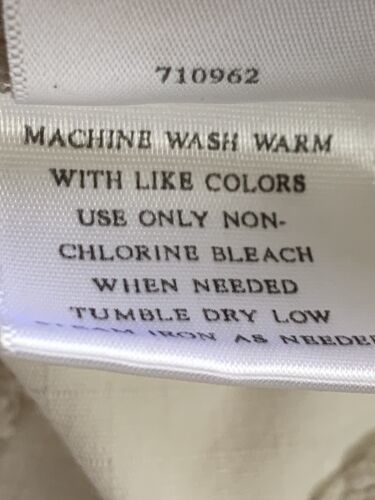 710962
MACHINE WASH WARM
WITH LIKE COLORS
USE ONLY NON-
CHLORINE BLEACH
WHEN NEEDED
TUMBLE DRY LOW
STEAM IRON AS NEEDED